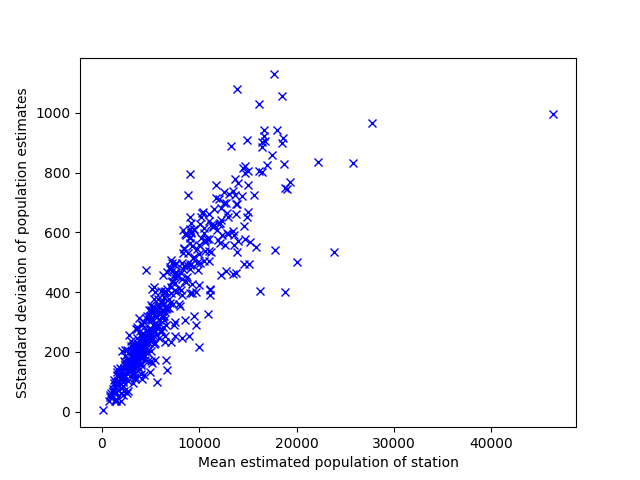 1000
800
600
400
200
0
SStandard deviation of population estimates
0 10000 20000 30000 40000
Mean estimated population of station